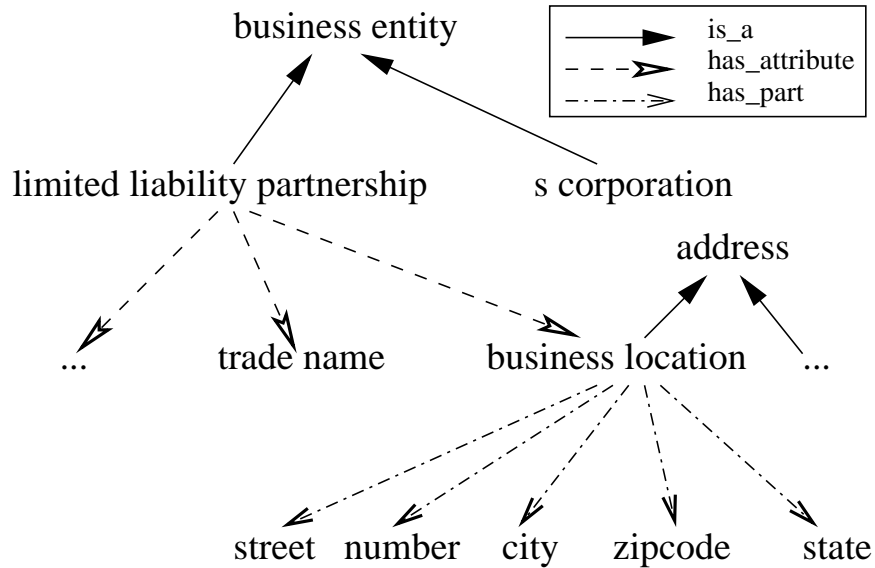 business entity
is_a
has_attribute
has_part
limited liability partnership
s corporation
address
...
trade name
business location
...
street
number
city
zipcode
state